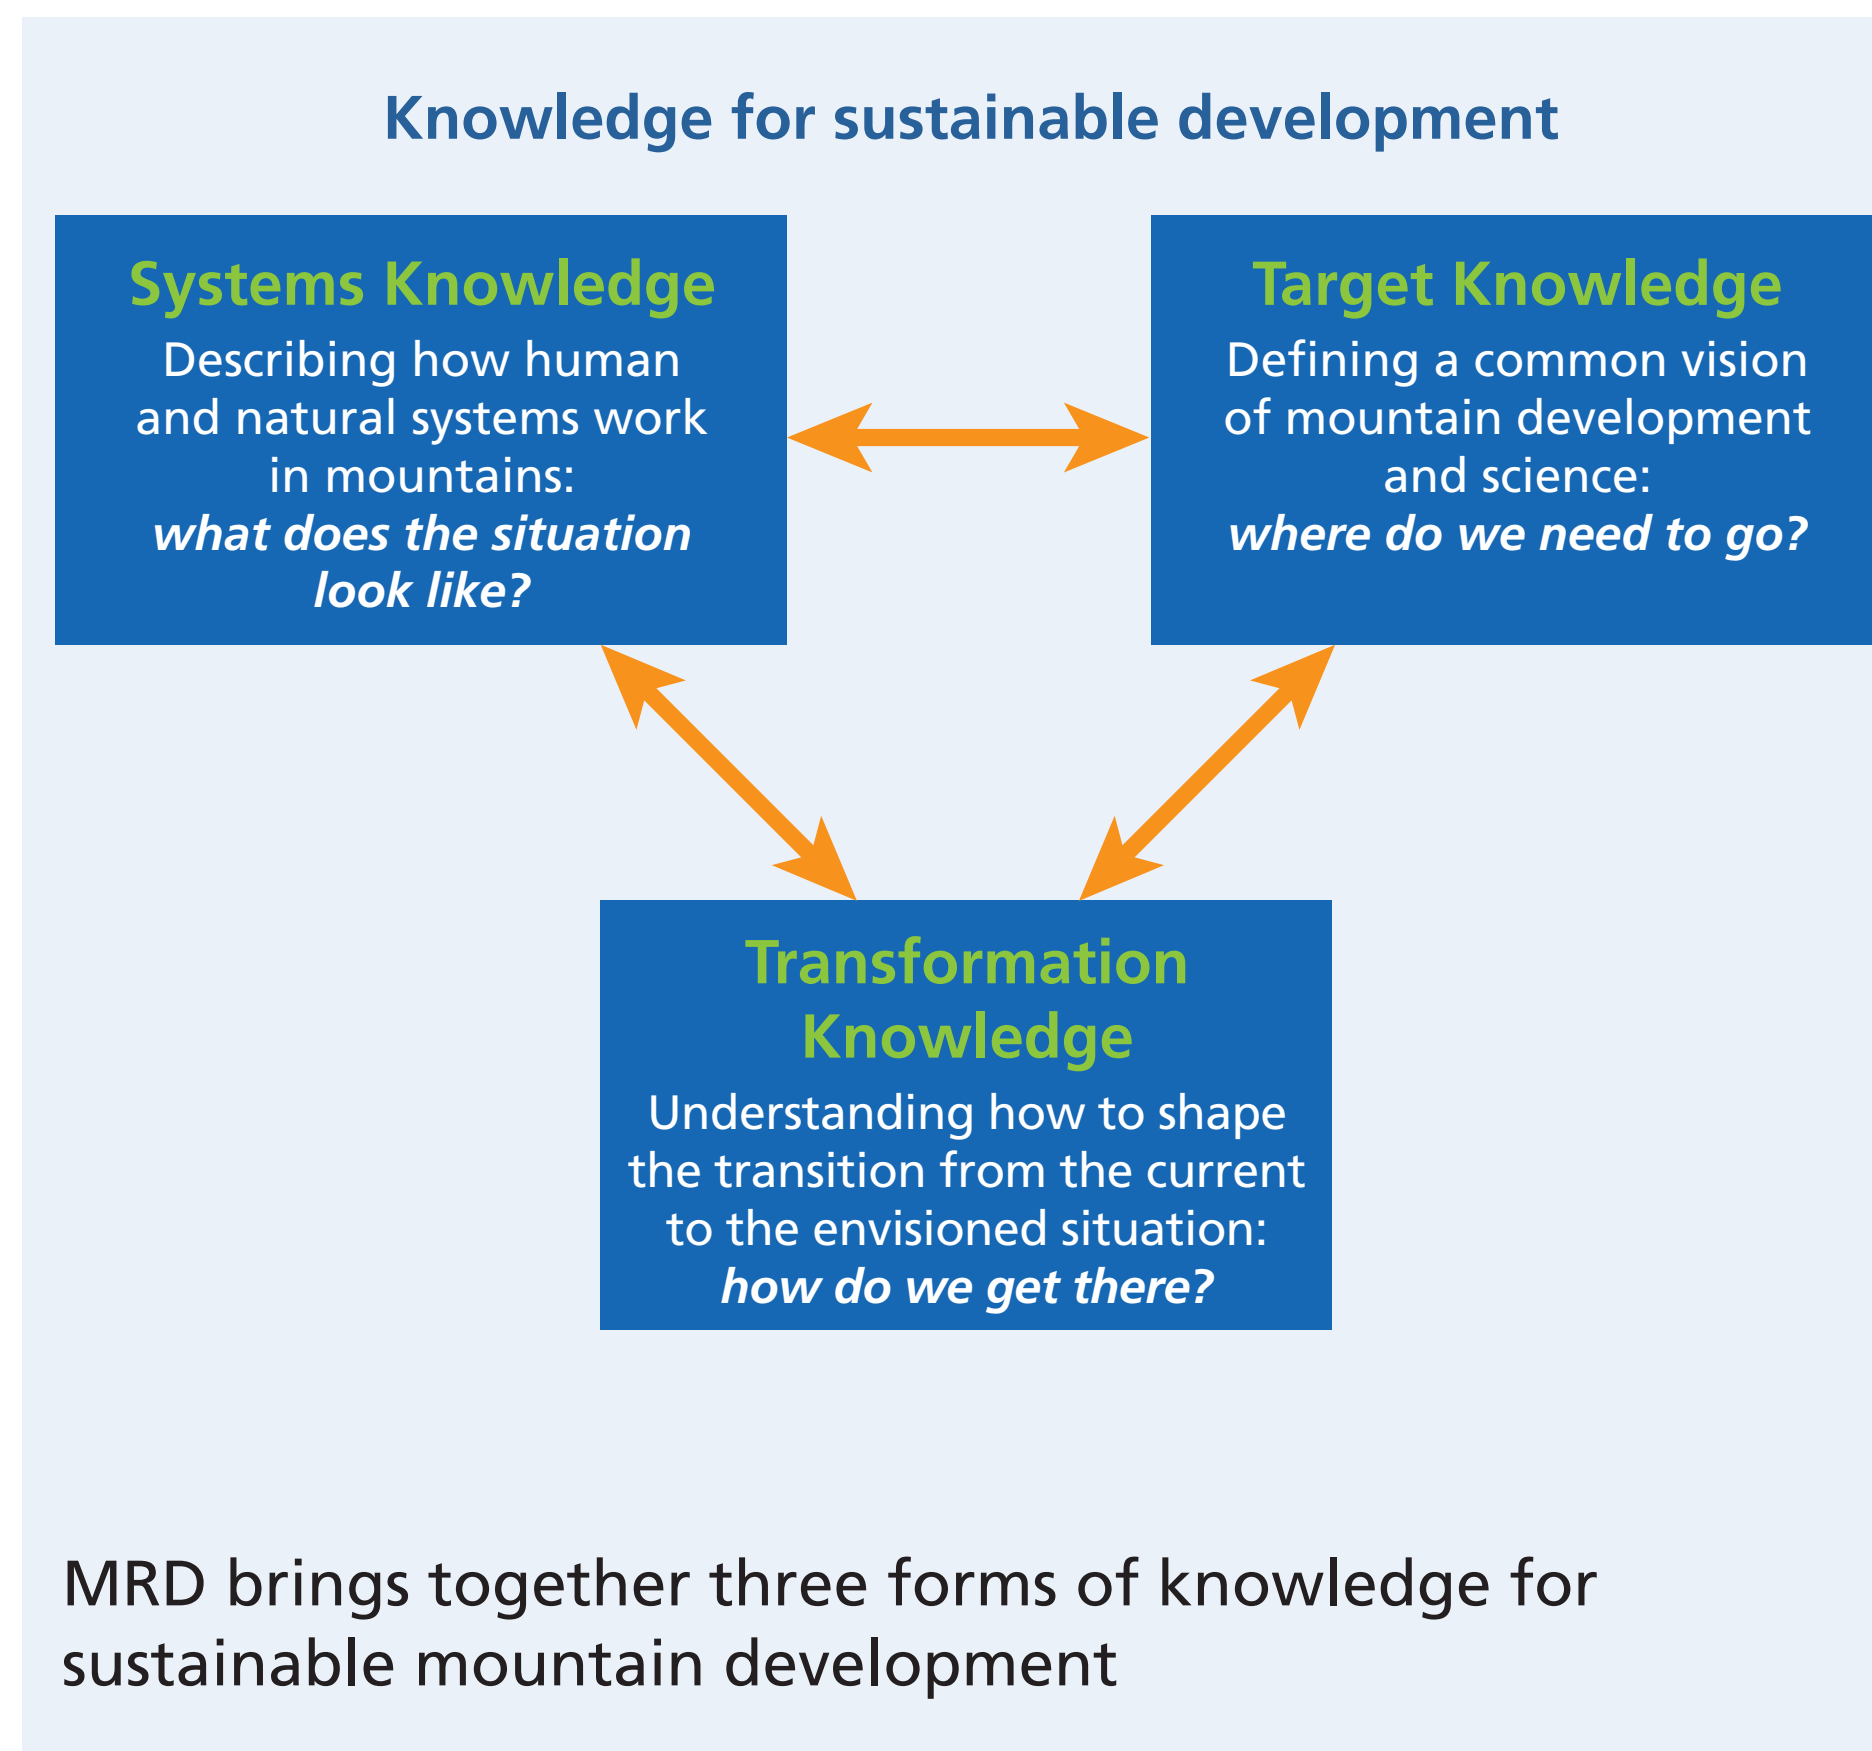 Knowledge for sustainable development
Systems Knowledge
Describing how human
and natural systems work
in mountains:
what does the situation
look like?
Target Knowledge
Defining a common vision
of mountain development
and science:
where do we need to go?
Transformation
Knowledge
Understanding how to shape
the transition from the current
to the envisioned situation:
how do we get there?
MRD brings together three forms of knowledge for
sustainable mountain development